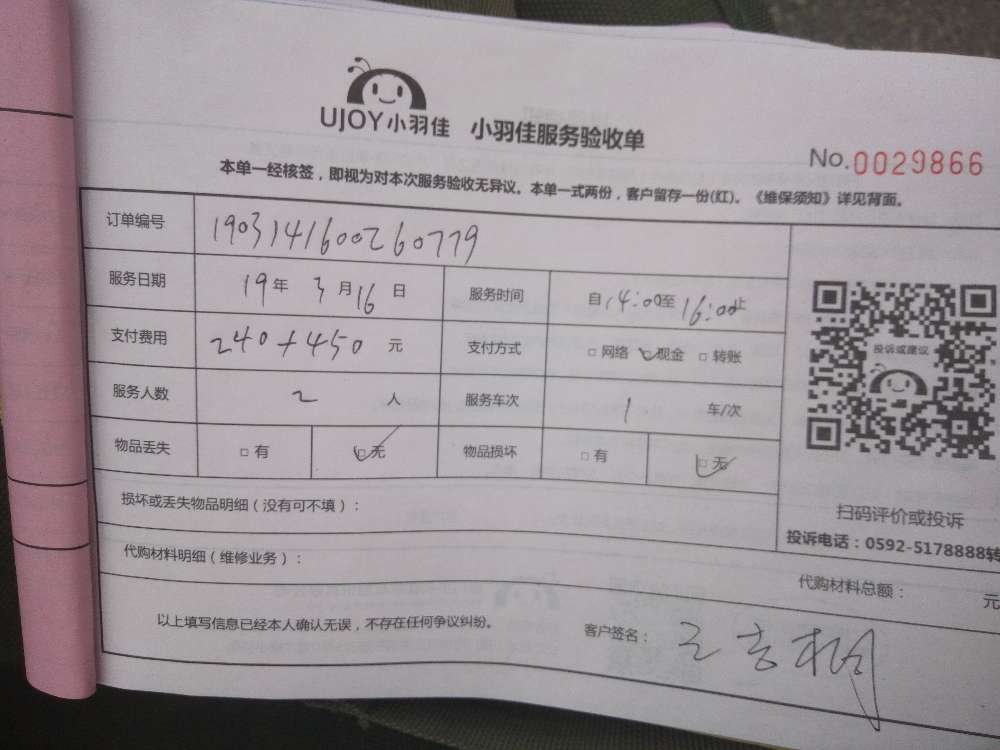 UJOY小羽佳 小羽佳服务验收单
No.0029866
本单一经核签，即视为对本次服务验收无异议。本单一式两份，客户留存一份(红)。《维保须知》详见背面。
订单编号 1903141600260779
服务日期 19年 3月16日 服务时间 自14:00至16:00止
支付费用 240+450 元 支付方式 □网络 ✓现金 □转账
服务人数 2 人 服务车次 1 车/次
物品丢失 □有 ☑无 物品损坏 □有 ☑无
投诉或建议
扫码评价或投诉
投诉电话：0592-5178888转
损坏或丢失物品明细（没有可不填）：
代购材料明细（维修业务）：
代购材料总额： 元
以上填写信息已经本人确认无误，不存在任何争议纠纷。
客户签名：